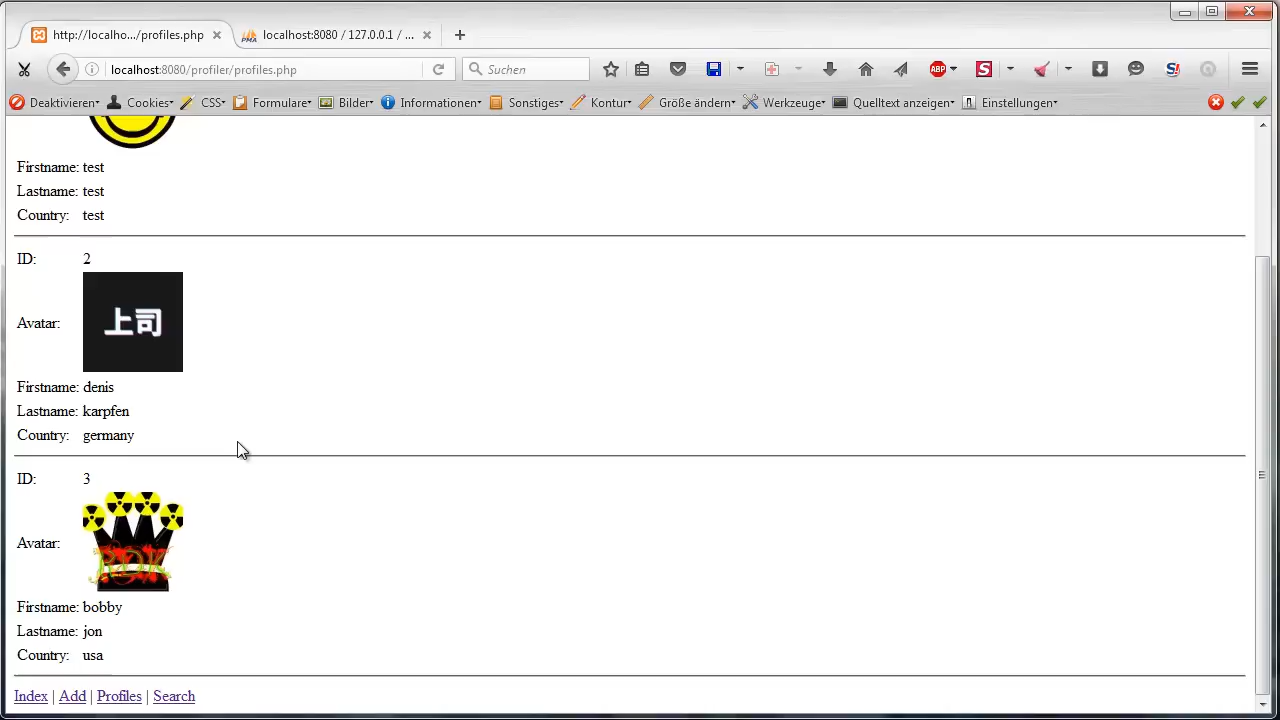 http://localho.../profiles.php
localhost:8080 / 127.0.0.1 / ...
localhost:8080/profiler/profiles.php
Suchen
ABP
Deaktivieren Cookies CSS Formulare Bilder Informationen Sonstiges Kontur Größe ändern Werkzeuge Quelltext anzeigen Einstellungen
Firstname: test
Lastname: test
Country: test
ID: 2
Avatar: 上司
Firstname: denis
Lastname: karpfen
Country: germany
ID: 3
Avatar:
Firstname: bobby
Lastname: jon
Country: usa
Index | Add | Profiles | Search